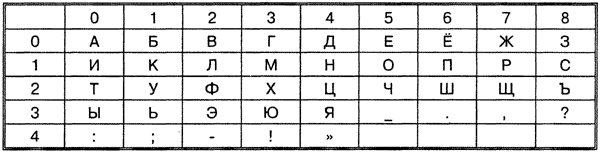 0 1 2 3 4 5 6 7 8
0 А Б В Г Д Е Ё Ж З
1 И К Л М Н О П Р С
2 Т У Ф Х Ц Ч Ш Щ Ъ
3 Ы Ь Э Ю Я _ . , ?
4 : ; - ! »